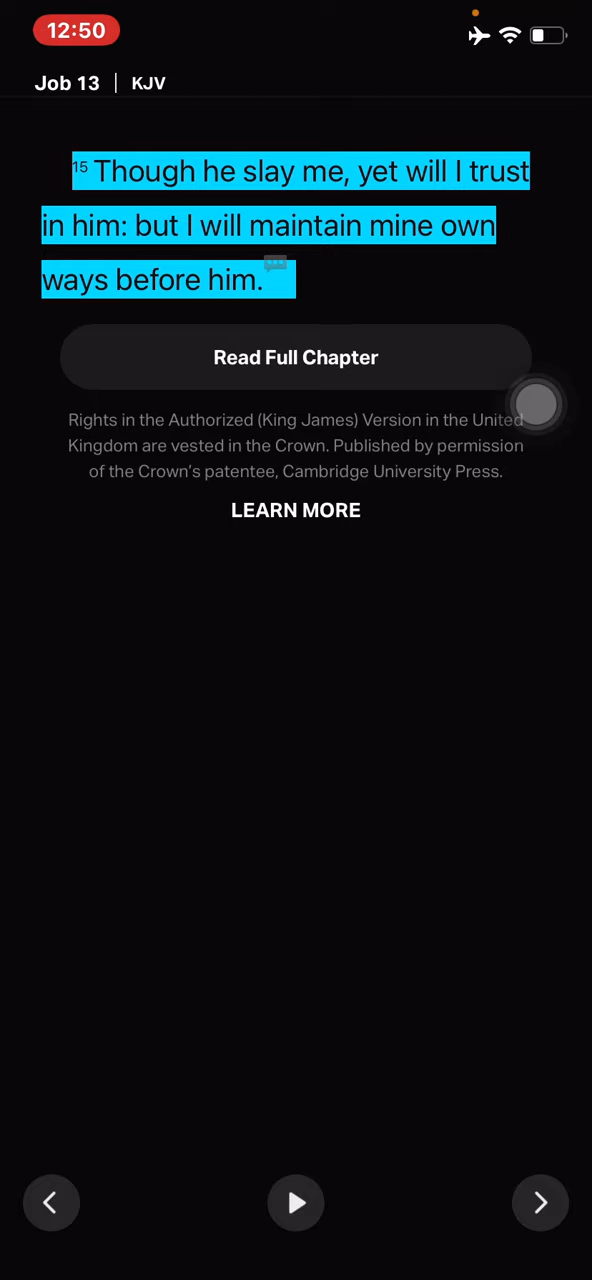 12:50
Job 13 | KJV
15 Though he slay me, yet will I trust
in him: but I will maintain mine own
ways before him.
Read Full Chapter
Rights in the Authorized (King James) Version in the United
Kingdom are vested in the Crown. Published by permission
of the Crown's patentee, Cambridge University Press.
LEARN MORE